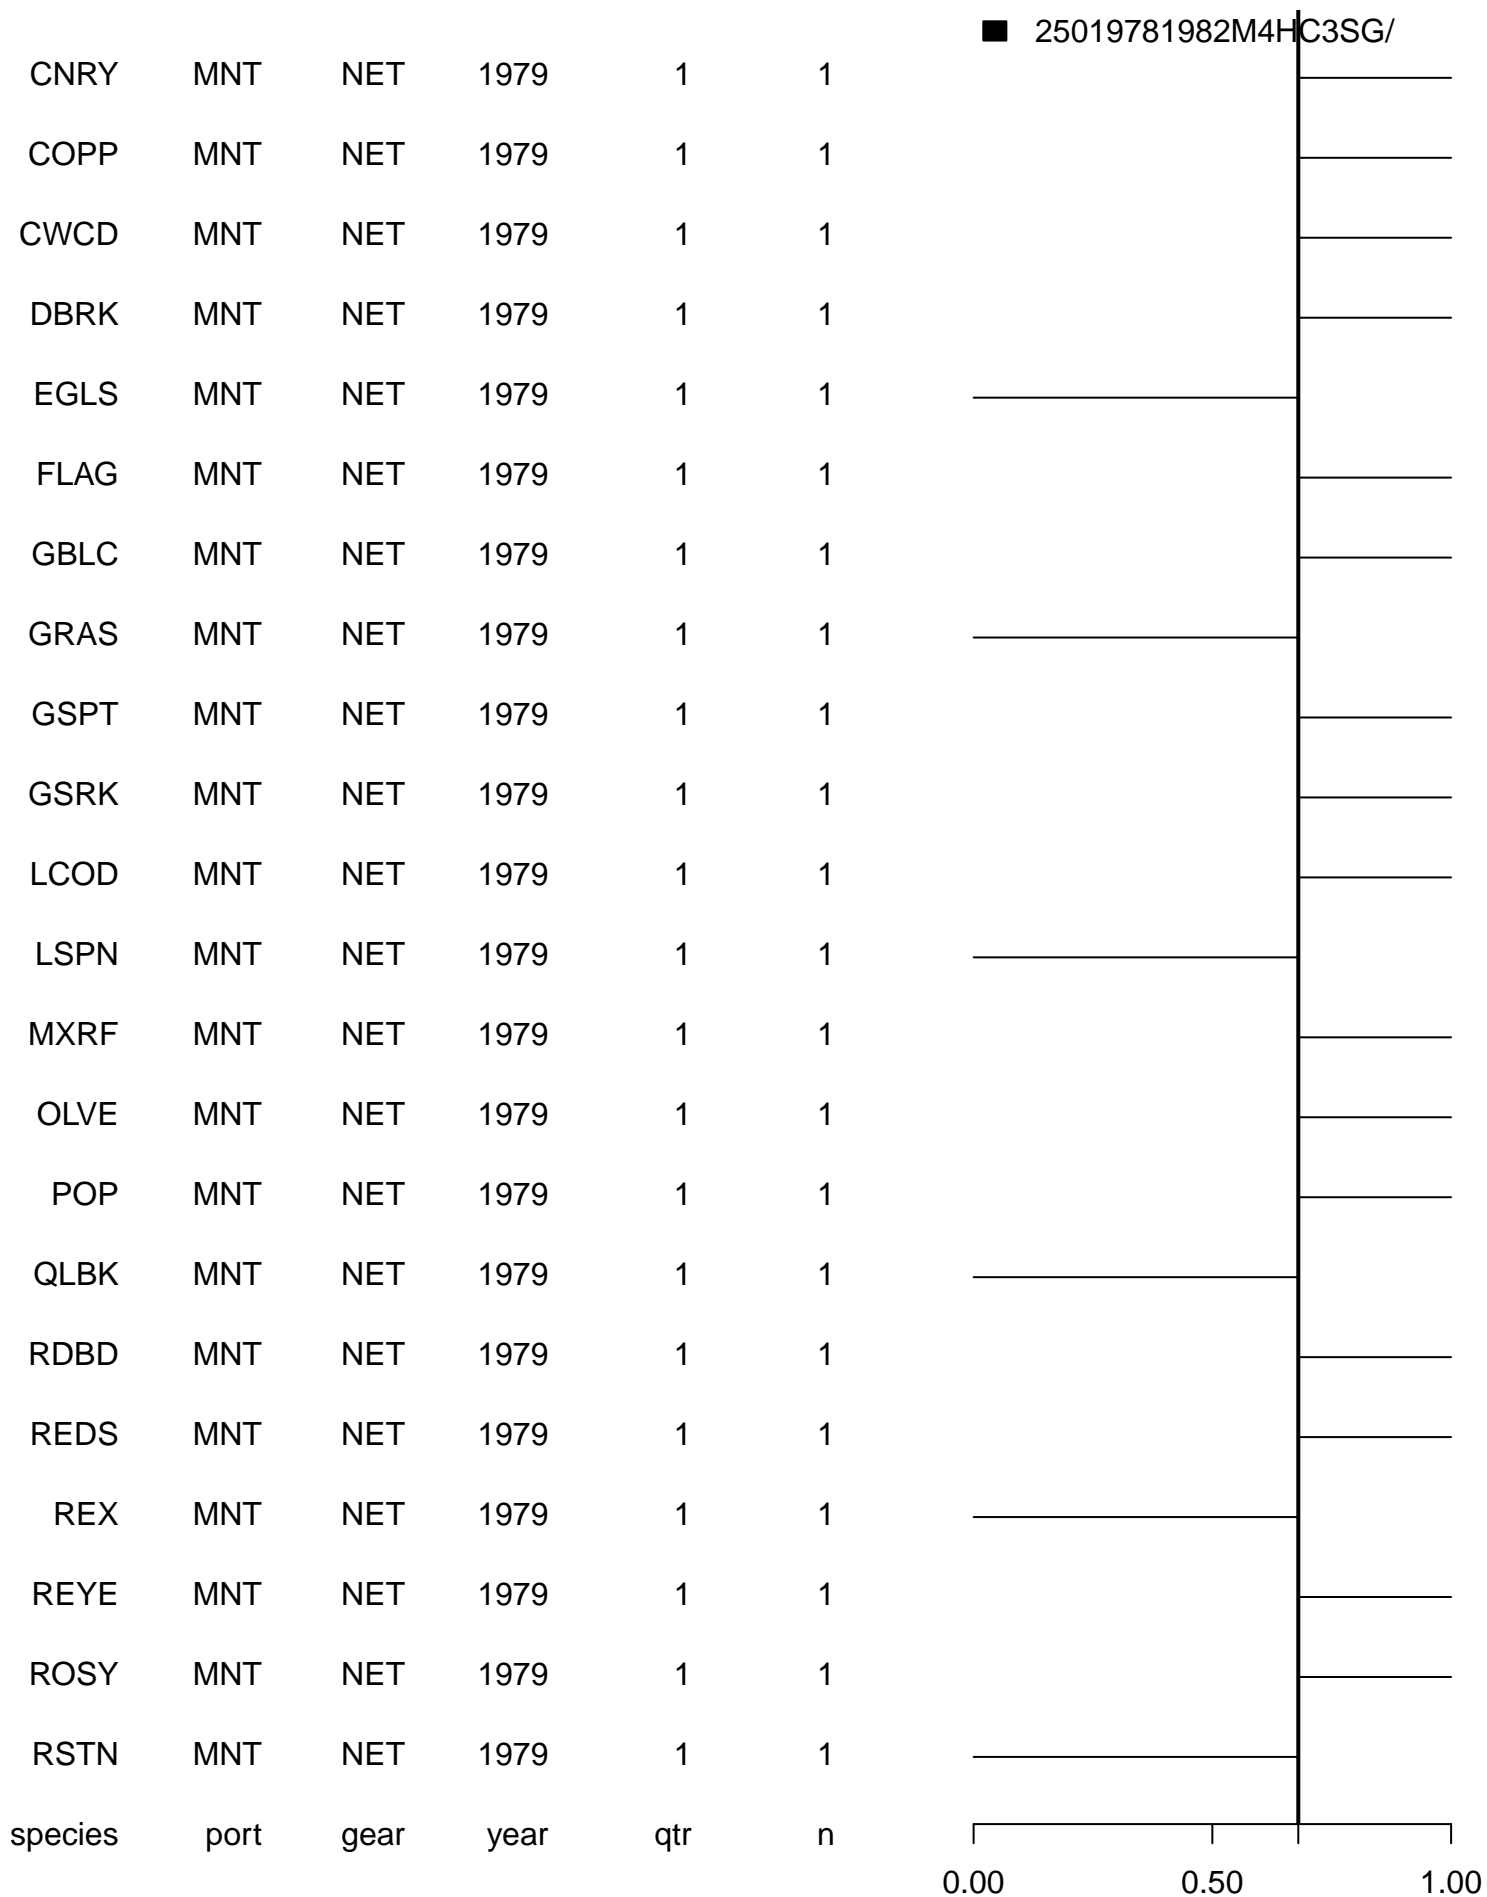 25019781982M4HC3SG/
CNRY MNT NET 1979 1 1
COPP MNT NET 1979 1 1
CWCD MNT NET 1979 1 1
DBRK MNT NET 1979 1 1
EGLS MNT NET 1979 1 1
FLAG MNT NET 1979 1 1
GBLC MNT NET 1979 1 1
GRAS MNT NET 1979 1 1
GSPT MNT NET 1979 1 1
GSRK MNT NET 1979 1 1
LCOD MNT NET 1979 1 1
LSPN MNT NET 1979 1 1
MXRF MNT NET 1979 1 1
OLVE MNT NET 1979 1 1
POP MNT NET 1979 1 1
QLBK MNT NET 1979 1 1
RDBD MNT NET 1979 1 1
REDS MNT NET 1979 1 1
REX MNT NET 1979 1 1
REYE MNT NET 1979 1 1
ROSY MNT NET 1979 1 1
RSTN MNT NET 1979 1 1
species port gear year qtr n
0.00 0.50 1.00